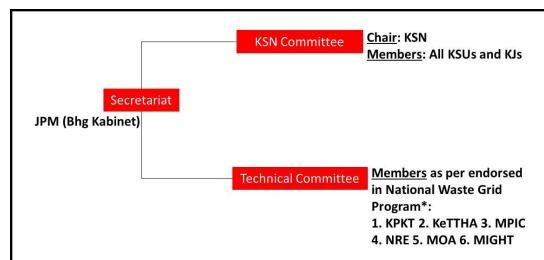 KSN Committee
Chair: KSN
Members: All KSUs and KJs
Secretariat
JPM (Bhg Kabinet)
Technical Committee
Members as per endorsed
in National Waste Grid
Program*:
1. KPKT 2. KeTTHA 3. MPIC
4. NRE 5. MOA 6. MIGHT